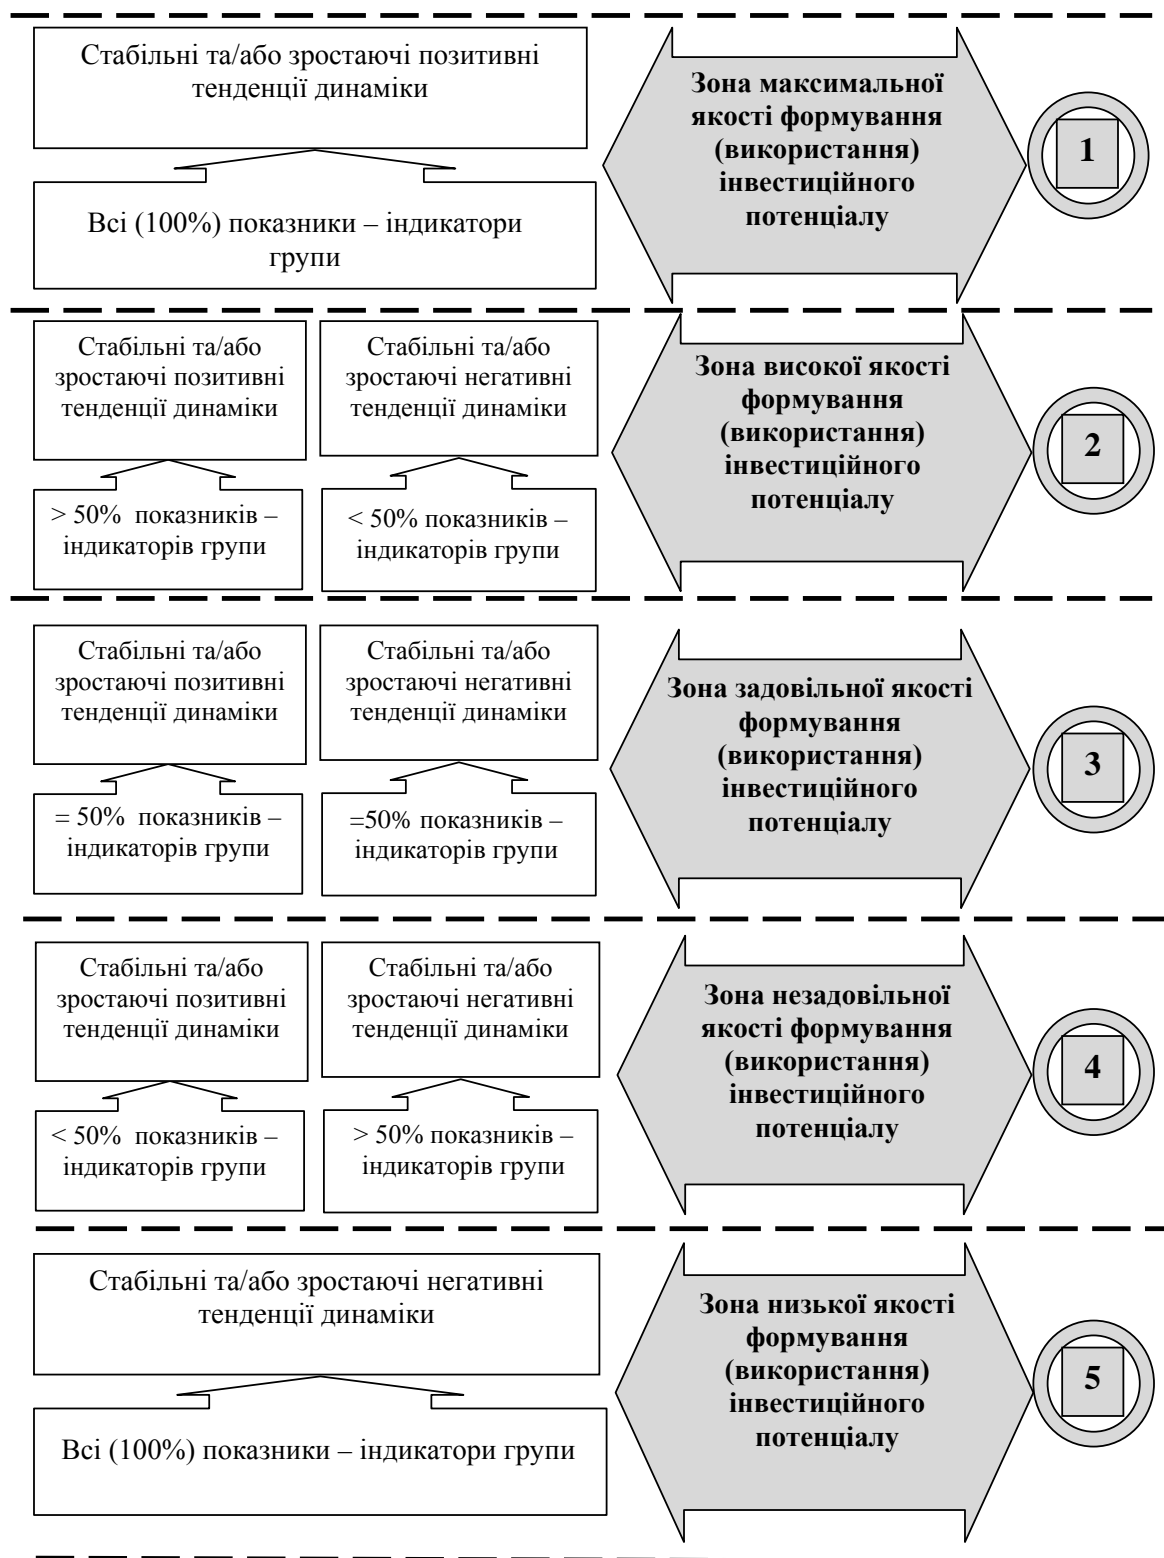 Стабільні та/або зростаючі позитивні
тенденції динаміки
Всі (100%) показники – індикатори
групи
Зона максимальної
якості формування
(використання)
інвестиційного
потенціалу
1
Стабільні та/або
зростаючі позитивні
тенденції динаміки
> 50% показників –
індикаторів групи
Стабільні та/або
зростаючі негативні
тенденції динаміки
< 50% показників –
індикаторів групи
Зона високої якості
формування
(використання)
інвестиційного
потенціалу
2
Стабільні та/або
зростаючі позитивні
тенденції динаміки
= 50% показників –
індикаторів групи
Стабільні та/або
зростаючі негативні
тенденції динаміки
=50% показників –
індикаторів групи
Зона задовільної якості
формування
(використання)
інвестиційного
потенціалу
3
Стабільні та/або
зростаючі позитивні
тенденції динаміки
< 50% показників –
індикаторів групи
Стабільні та/або
зростаючі негативні
тенденції динаміки
> 50% показників –
індикаторів групи
Зона незадовільної
якості формування
(використання)
інвестиційного
потенціалу
4
Стабільні та/або зростаючі негативні
тенденції динаміки
Всі (100%) показники – індикатори групи
Зона низької якості
формування
(використання)
інвестиційного
потенціалу
5